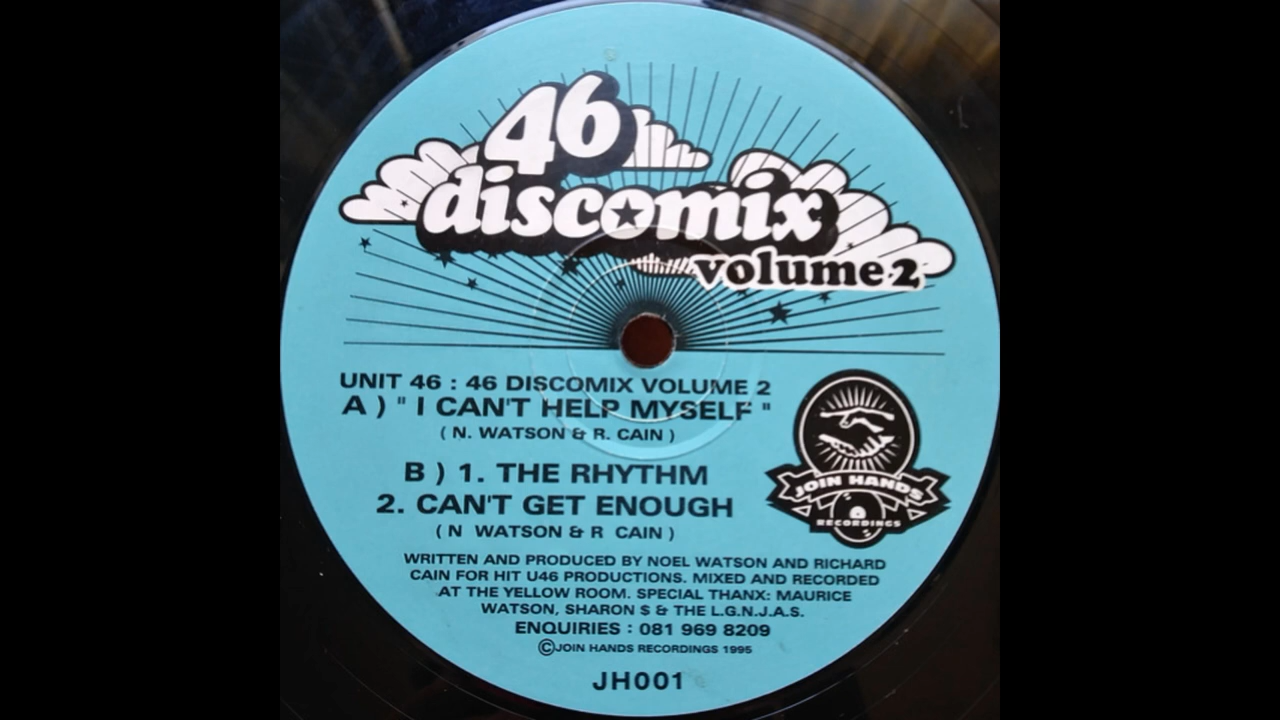 46
discomix
volume 2
UNIT 46 : 46 DISCOMIX VOLUME 2
A ) " I CAN'T HELP MYSELF "
( N. WATSON & R. CAIN )
B ) 1. THE RHYTHM
2. CAN'T GET ENOUGH
( N WATSON & R CAIN )
JOIN HANDS
RECORDINGS
WRITTEN AND PRODUCED BY NOEL WATSON AND RICHARD
CAIN FOR HIT U46 PRODUCTIONS. MIXED AND RECORDED
AT THE YELLOW ROOM. SPECIAL THANX: MAURICE
WATSON, SHARON $ & THE L.G.N.J.A.S.
ENQUIRIES : 081 969 8209
©JOIN HANDS RECORDINGS 1995
JH001